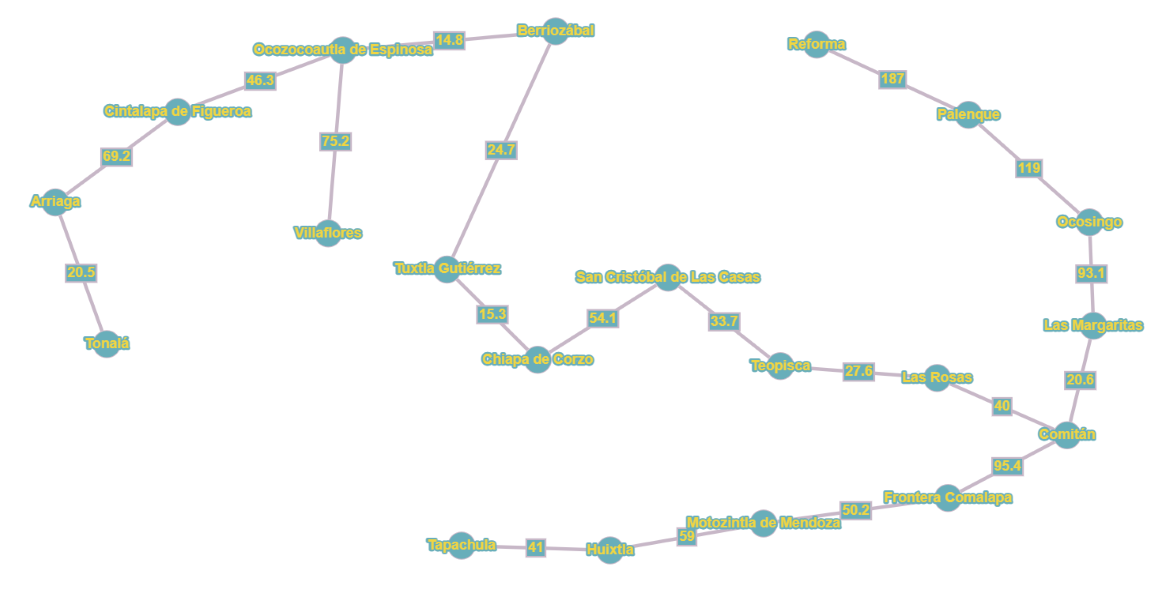 Berriozábal
Ocozocoautla de Espinosa
14.8
Reforma
46.3
187
Cintalapa de Figueroa
Palenque
75.2
24.7
69.2
119
Arriaga
Ocosingo
Villaflores
Tuxtla Gutiérrez
San Cristóbal de Las Casas
20.5
93.1
15.3
54.1
33.7
Las Margaritas
Tonalá
Chiapa de Corzo
Teopisca
27.6
Las Rosas
20.6
40
Comitán
95.4
Frontera Comalapa
50.2
Motozintla de Mendoza
59
Tapachula
41
Huixtla